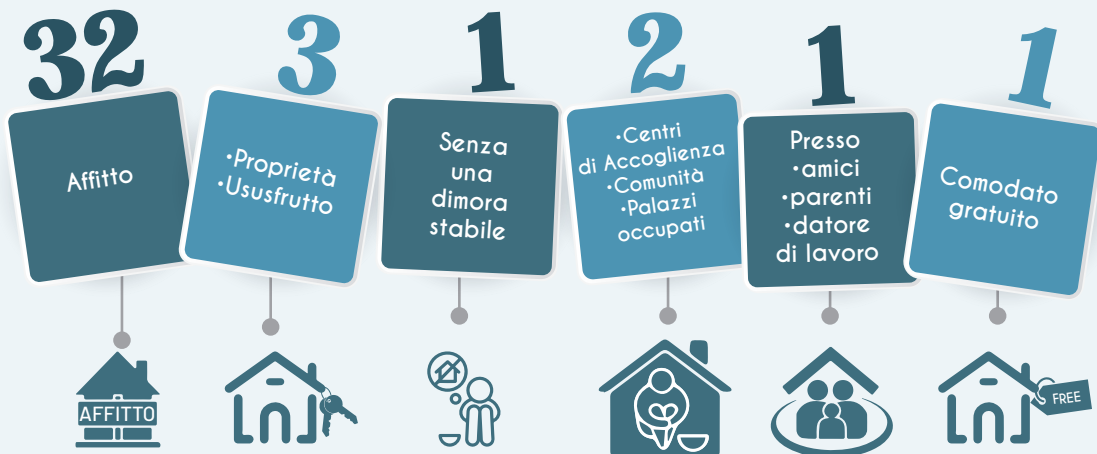 32
Affitto
AFFITTO
3
•Proprietà
•Ususfrutto
1
Senza
una
dimora
stabile
2
•Centri
di Accoglienza
•Comunità
•Palazzi
occupati
1
Presso
•amici
•parenti
•datore
di lavoro
1
Comodato
gratuito
FREE